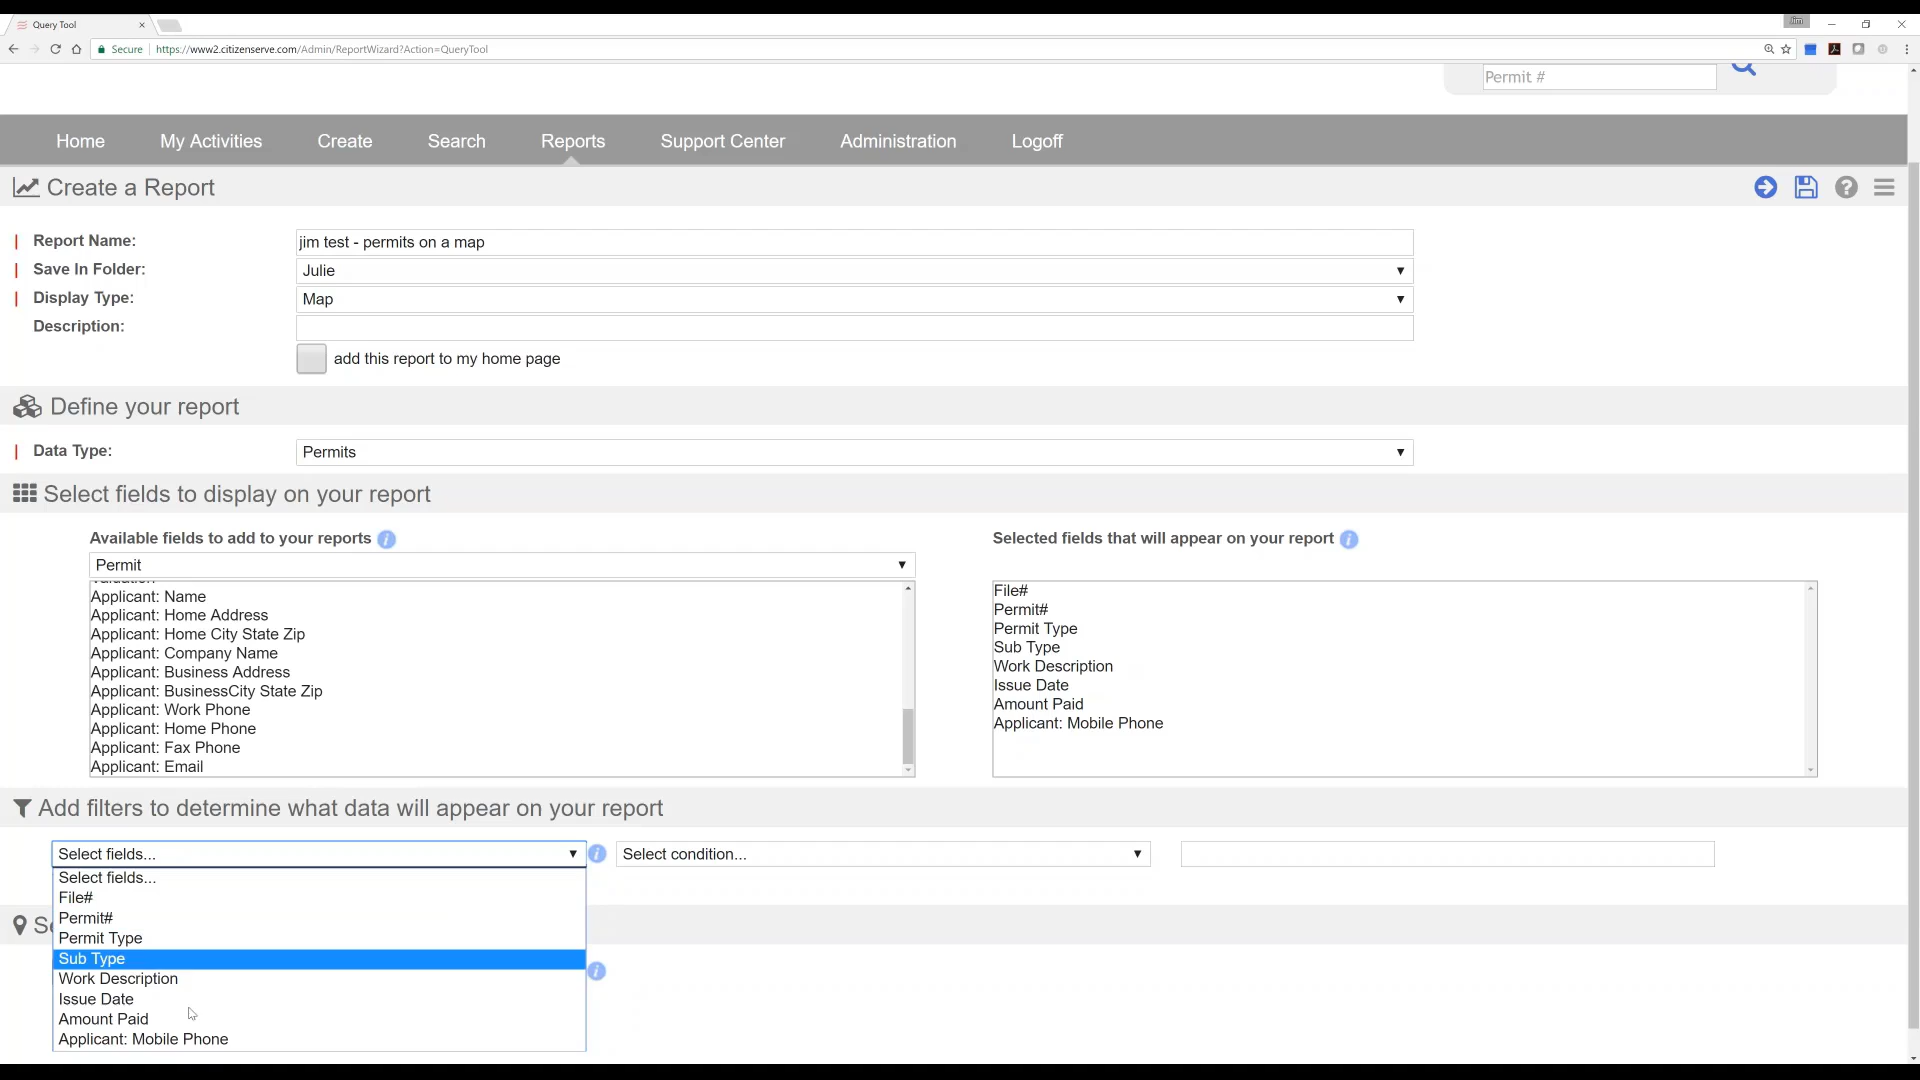 Query Tool
Jim
Secure
https://www2.citizenserve.com/Admin/ReportWizard?Action=QueryTool
Permit #
Home My Activities Create Search Reports Support Center Administration Logoff
Create a Report
Report Name: jim test - permits on a map
Save In Folder: Julie
Display Type: Map
Description:
add this report to my home page
Define your report
Data Type: Permits
Select fields to display on your report
Available fields to add to your reports
Permit
Applicant: Name
Applicant: Home Address
Applicant: Home City State Zip
Applicant: Company Name
Applicant: Business Address
Applicant: BusinessCity State Zip
Applicant: Work Phone
Applicant: Home Phone
Applicant: Fax Phone
Applicant: Email
Selected fields that will appear on your report
File#
Permit#
Permit Type
Sub Type
Work Description
Issue Date
Amount Paid
Applicant: Mobile Phone
Add filters to determine what data will appear on your report
Select fields... Select condition...
Select fields...
File#
Permit#
Permit Type
Sub Type
Work Description
Issue Date
Amount Paid
Applicant: Mobile Phone